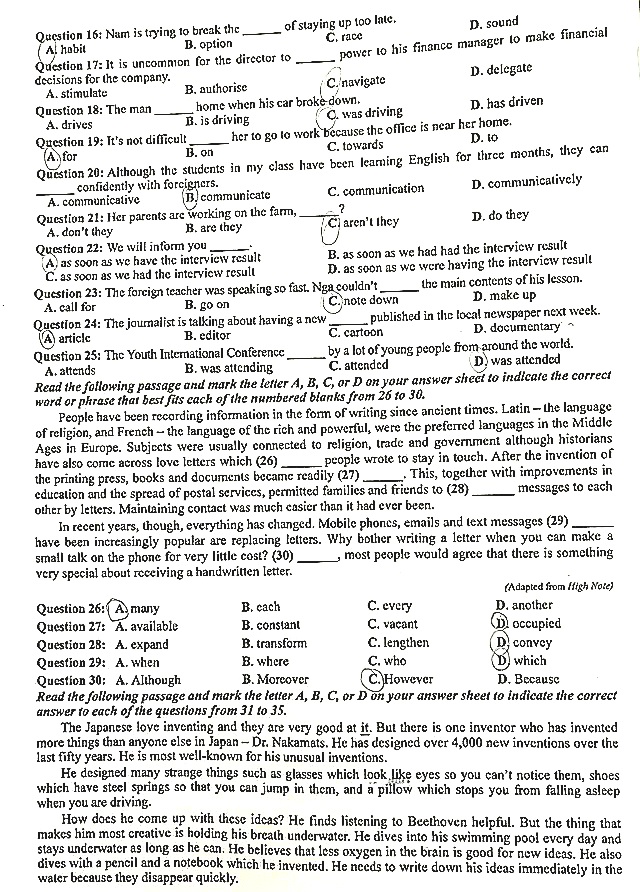 Question 16: Nam is trying to break the ______ of staying up too late.
A. habit B. option C. race D. sound
Question 17: It is uncommon for the director to ______ power to his finance manager to make financial
decisions for the company.
A. stimulate B. authorise C. navigate D. delegate
Question 18: The man ______ home when his car broke down.
A. drives B. is driving C. was driving D. has driven
Question 19: It's not difficult ______ her to go to work because the office is near her home.
A. for B. on C. towards D. to
Question 20: Although the students in my class have been learning English for three months, they can
______ confidently with foreigners.
A. communicative B. communicate C. communication D. communicatively
Question 21: Her parents are working on the farm, ______?
A. don't they B. are they C. aren't they D. do they
Question 22: We will inform you ______.
A. as soon as we have the interview result B. as soon as we had had the interview result
C. as soon as we had the interview result D. as soon as we were having the interview result
Question 23: The foreign teacher was speaking so fast. Nga couldn't ______ the main contents of his lesson.
A. call for B. go on C. note down D. make up
Question 24: The journalist is talking about having a new ______ published in the local newspaper next week.
A. article B. editor C. cartoon D. documentary
Question 25: The Youth International Conference ______ by a lot of young people from around the world.
A. attends B. was attending C. attended D. was attended
Read the following passage and mark the letter A, B, C, or D on your answer sheet to indicate the correct
word or phrase that best fits each of the numbered blanks from 26 to 30.
People have been recording information in the form of writing since ancient times. Latin – the language
of religion, and French – the language of the rich and powerful, were the preferred languages in the Middle
Ages in Europe. Subjects were usually connected to religion, trade and government although historians
have also come across love letters which (26) ______ people wrote to stay in touch. After the invention of
the printing press, books and documents became readily (27) ______. This, together with improvements in
education and the spread of postal services, permitted families and friends to (28) ______ messages to each
other by letters. Maintaining contact was much easier than it had ever been.
In recent years, though, everything has changed. Mobile phones, emails and text messages (29) ______
have been increasingly popular are replacing letters. Why bother writing a letter when you can make a
small talk on the phone for very little cost? (30) ______, most people would agree that there is something
very special about receiving a handwritten letter.
(Adapted from High Note)
Question 26: A. many B. each C. every D. another
Question 27: A. available B. constant C. vacant D. occupied
Question 28: A. expand B. transform C. lengthen D. convey
Question 29: A. when B. where C. who D. which
Question 30: A. Although B. Moreover C. However D. Because
Read the following passage and mark the letter A, B, C, or D on your answer sheet to indicate the correct
answer to each of the questions from 31 to 35.
The Japanese love inventing and they are very good at it. But there is one inventor who has invented
more things than anyone else in Japan – Dr. Nakamats. He has designed over 4,000 new inventions over the
last fifty years. He is most well-known for his unusual inventions.
He designed many strange things such as glasses which look like eyes so you can't notice them, shoes
which have steel springs so that you can jump in them, and a pillow which stops you from falling asleep
when you are driving.
How does he come up with these ideas? He finds listening to Beethoven helpful. But the thing that
makes him most creative is holding his breath underwater. He dives into his swimming pool every day and
stays underwater as long as he can. He believes that less oxygen in the brain is good for new ideas. He also
dives with a pencil and a notebook which he invented. He needs to write down his ideas immediately in the
water because they disappear quickly.